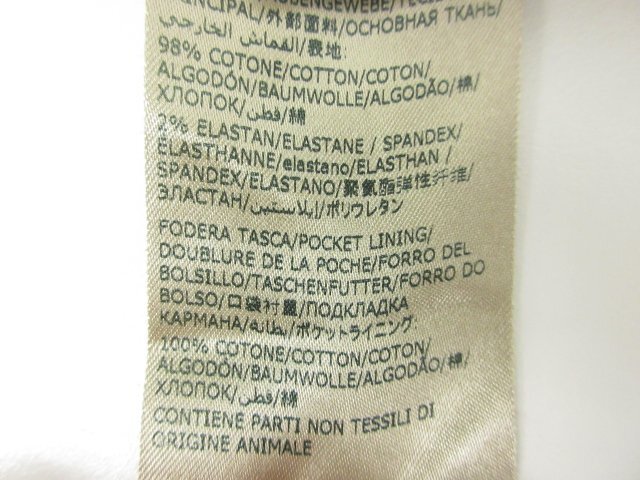 PRINCIPAL/外部面料/ОСНОВНАЯ ТКАНЬ/
القماش الخارجي/表地:
98% COTONE/COTTON/COTON/
ALGODÓN/BAUMWOLLE/ALGODÃO/棉/
ХЛОПОК/قطن/綿
2% ELASTAN/ELASTANE / SPANDEX/
ELASTHANNE/elastano/ELASTHAN /
SPANDEX/ELASTANO/聚氨酯弹性纤维/
ЭЛАСТАН/إيلاستين/ポリウレタン
FODERA TASCA/POCKET LINING/
DOUBLURE DE LA POCHE/FORRO DEL
BOLSILLO/TASCHENFUTTER/FORRO DO
BOLSO/口袋衬里/ПОДКЛАДКА
КАРМАНА/بطانة/ポケットライニング:
100% COTONE/COTTON/COTON/
ALGODÓN/BAUMWOLLE/ALGODÃO/棉/
ХЛОПОК/قطن/綿
CONTIENE PARTI NON TESSILI DI
ORIGINE ANIMALE